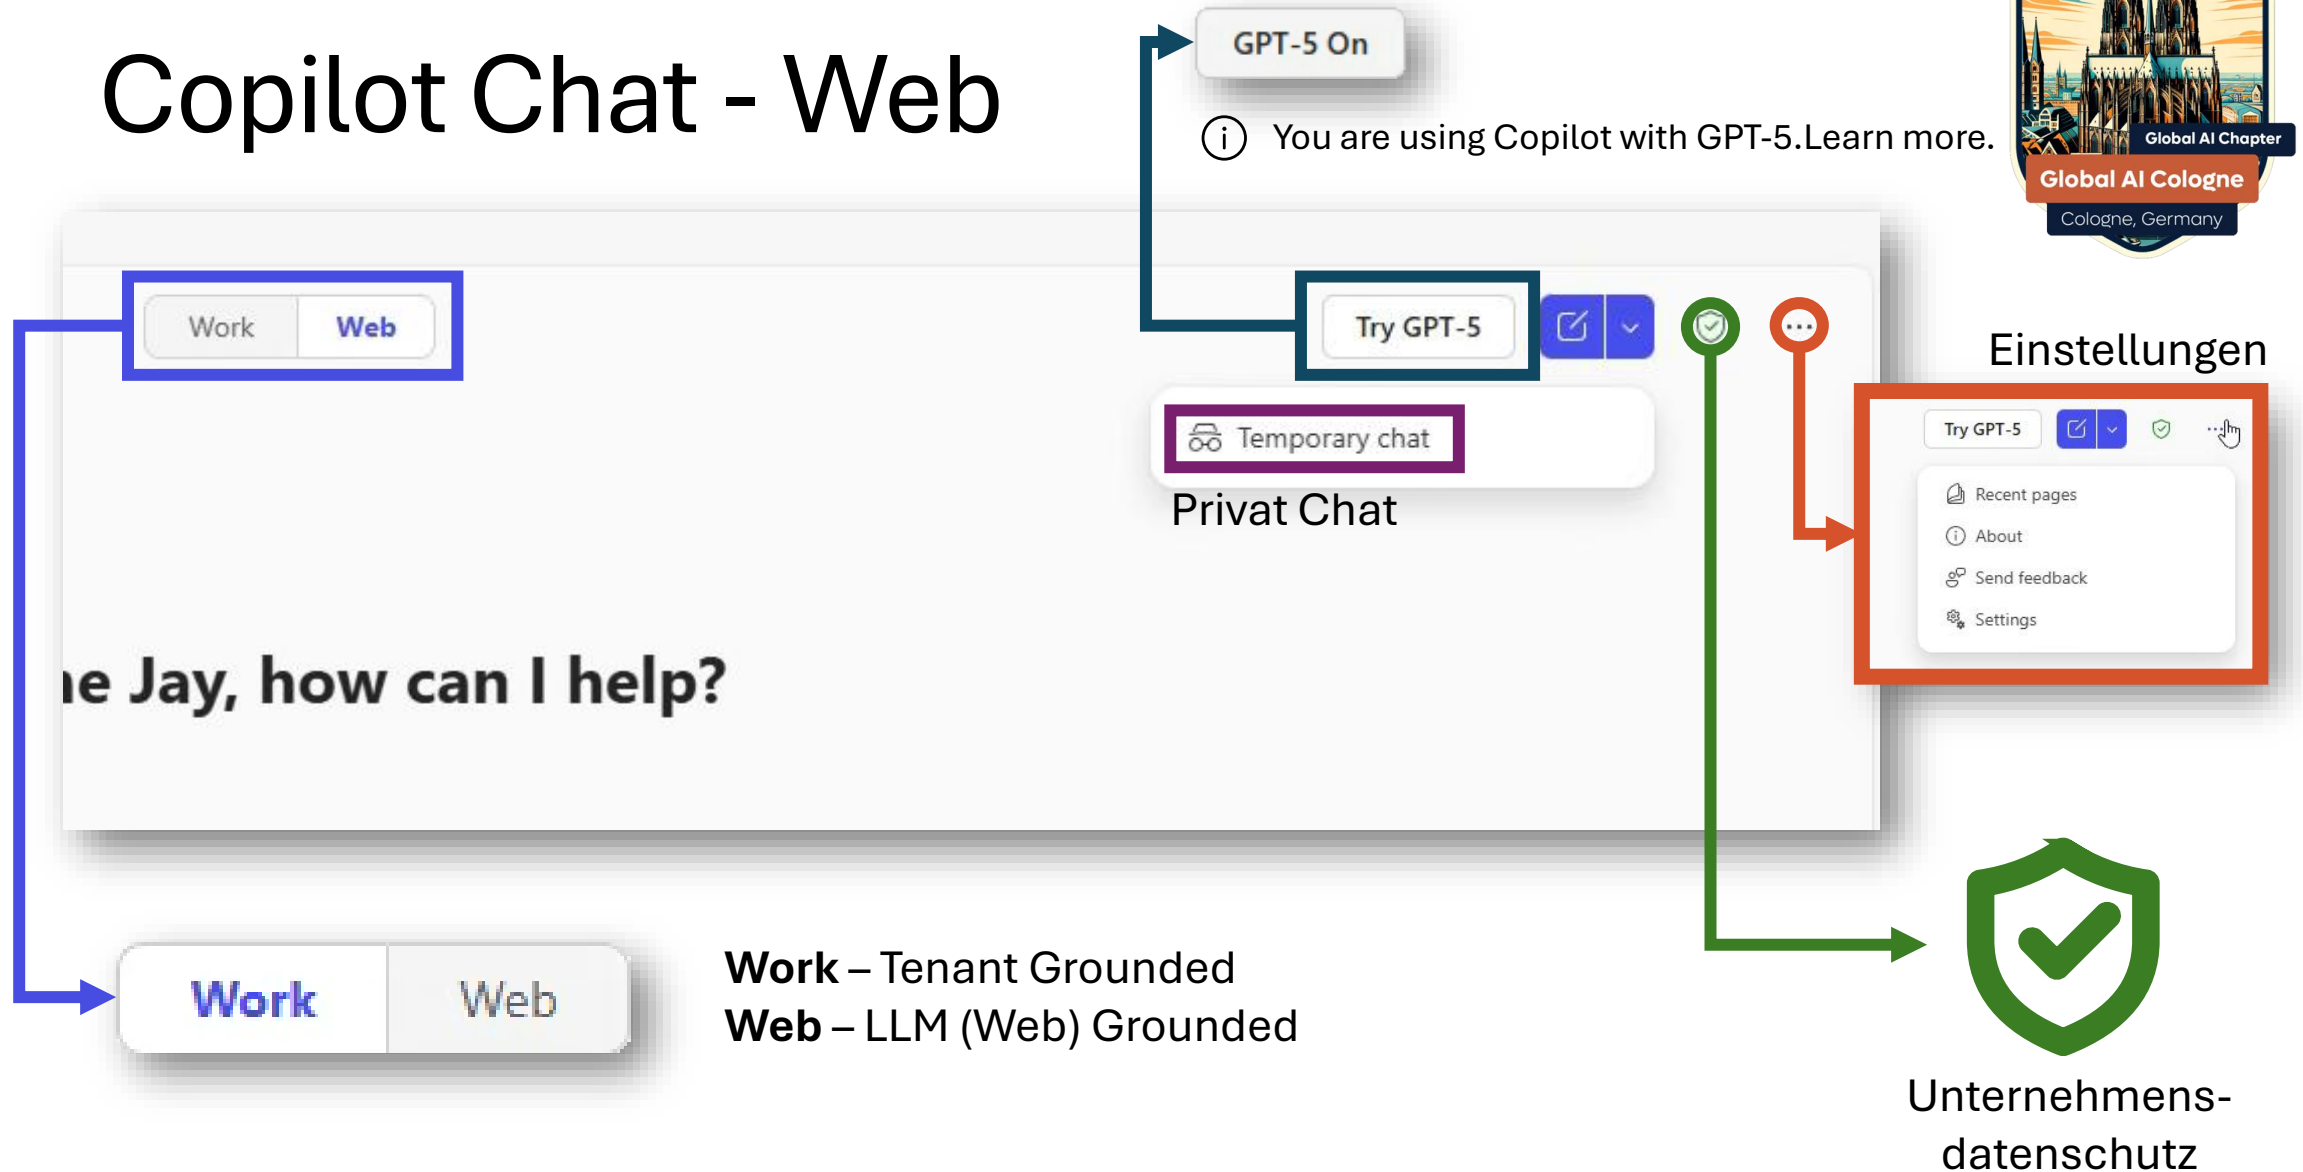 Copilot Chat - Web
GPT-5 On
You are using Copilot with GPT-5.Learn more.
Global AI Chapter
Global AI Cologne
Cologne, Germany
Work Web
Try GPT-5
Temporary chat
Privat Chat
Einstellungen
Try GPT-5
Recent pages
About
Send feedback
Settings
Jay, how can I help?
Work Web
Work – Tenant Grounded
Web – LLM (Web) Grounded
Unternehmens-
datenschutz